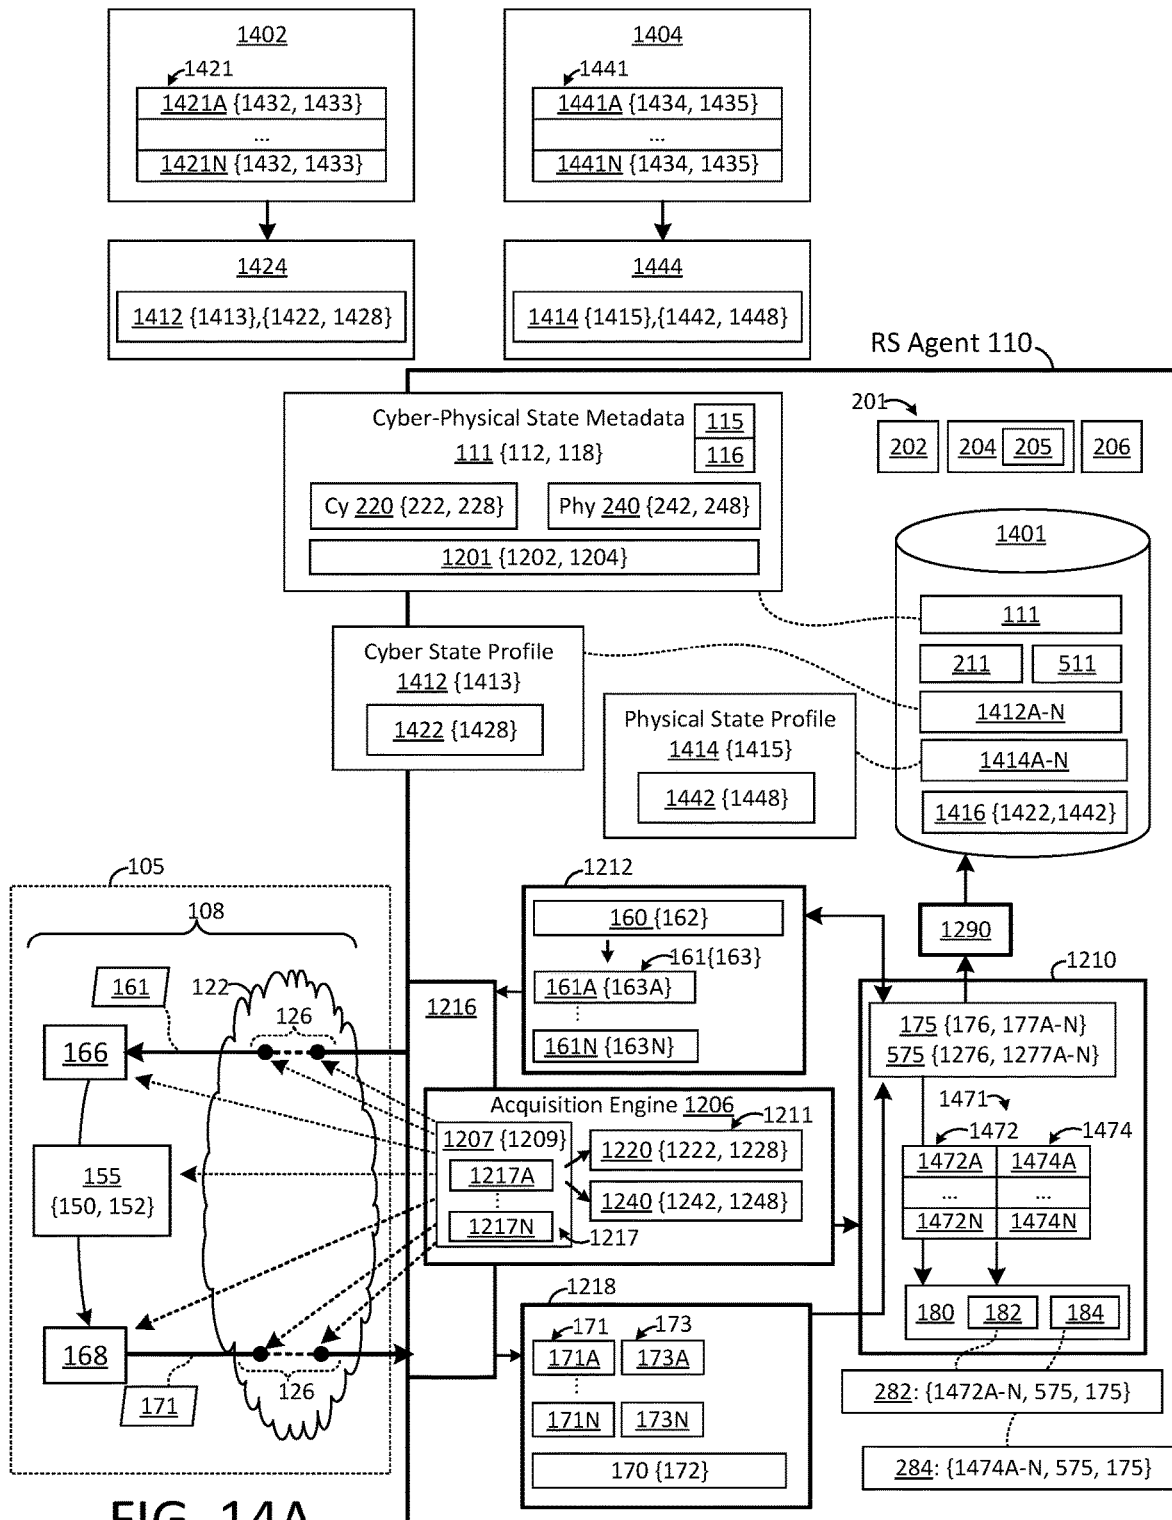 1402
1421
1421A {1432, 1433}
...
1421N {1432, 1433}
1404
1441
1441A {1434, 1435}
...
1441N {1434, 1435}
1424
1412 {1413},{1422, 1428}
1444
1414 {1415},{1442, 1448}
RS Agent 110
Cyber-Physical State Metadata
111 {112, 118}
115
116
Cy 220 {222, 228}
Phy 240 {242, 248}
1201 {1202, 1204}
201
202
204
205
206
1401
111
211
511
1412A-N
1414A-N
1416 {1422,1442}
Cyber State Profile
1412 {1413}
1422 {1428}
Physical State Profile
1414 {1415}
1442 {1448}
1290
105
108
161
122
126
166
155
{150, 152}
168
171
126
1216
1212
160 {162}
161{163}
161A {163A}
161N {163N}
Acquisition Engine 1206
1211
1207 {1209}
1217A
1217N
1217
1220 {1222, 1228}
1240 {1242, 1248}
1218
171
173
171A
173A
171N
173N
170 {172}
1210
175 {176, 177A-N}
575 {1276, 1277A-N}
1471
1472
1474
1472A
1474A
...
...
1472N
1474N
180
182
184
282: {1472A-N, 575, 175}
284: {1474A-N, 575, 175}
FIG. 14A